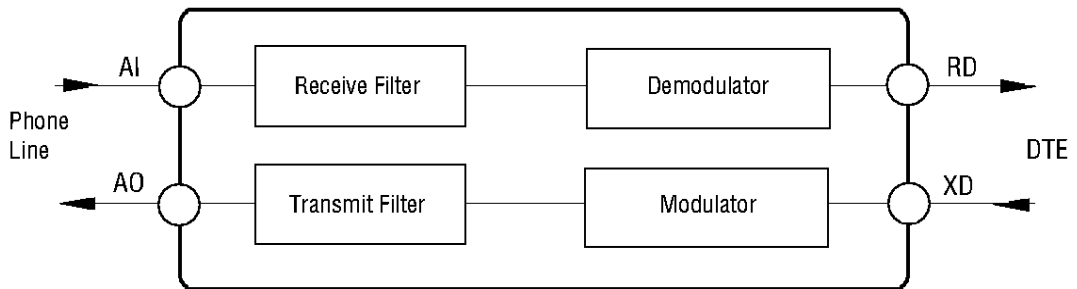 AI
Receive Filter
Demodulator
RD
Phone
Line
DTE
AO
Transmit Filter
Modulator
XD